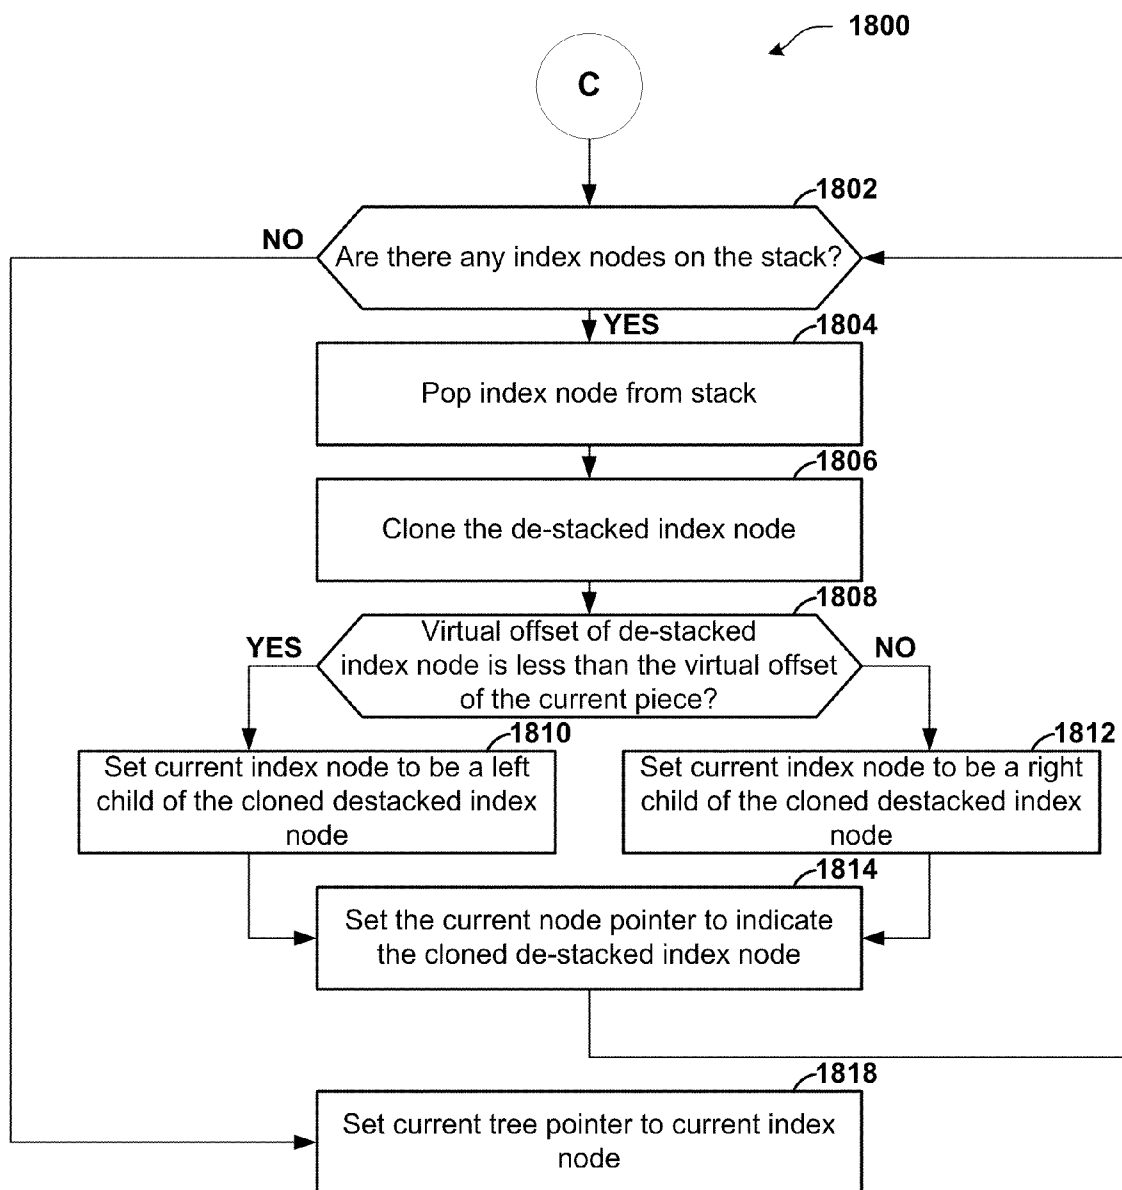 1800
C
1802
NO
Are there any index nodes on the stack?
YES
1804
Pop index node from stack
1806
Clone the de-stacked index node
1808
YES
Virtual offset of de-stacked
index node is less than the virtual offset
of the current piece?
NO
1810
Set current index node to be a left
child of the cloned destacked index
node
1812
Set current index node to be a right
child of the cloned destacked index
node
1814
Set the current node pointer to indicate
the cloned de-stacked index node
1818
Set current tree pointer to current index
node